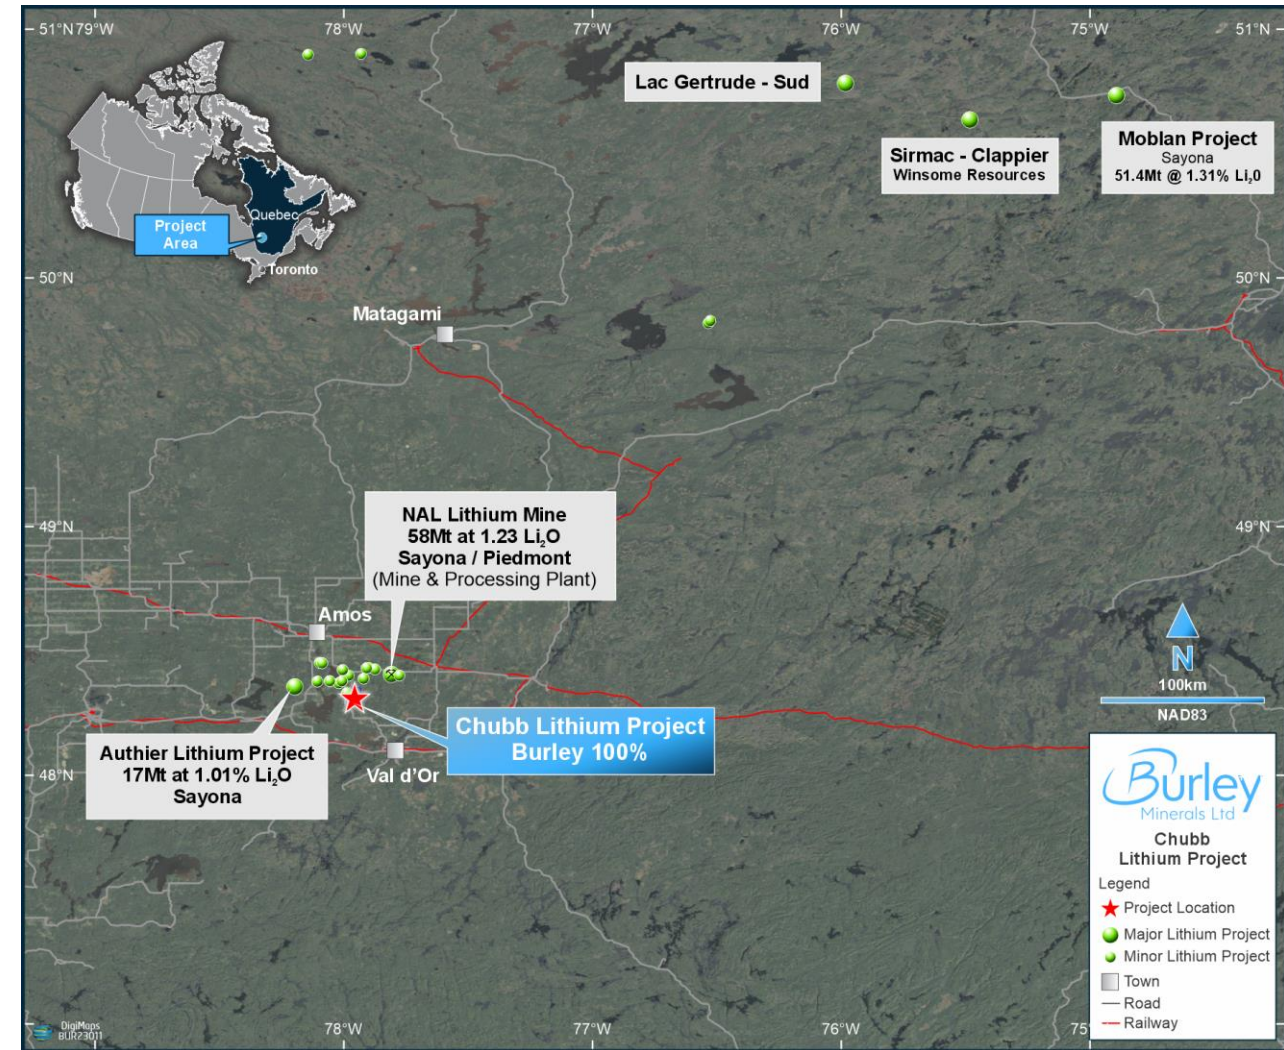 51°N
79°W
78°W
77°W
76°W
75°W
51°N
Lac Gertrude - Sud
Sirmac - Clappier
Winsome Resources
Moblan Project
Sayona
51.4Mt @ 1.31% Li₂0
Quebec
Project
Area
Toronto
50°N
50°N
Matagami
NAL Lithium Mine
58Mt at 1.23 Li₂O
Sayona / Piedmont
(Mine & Processing Plant)
49°N
49°N
Amos
N
100km
NAD83
Chubb Lithium Project
Burley 100%
Authier Lithium Project
17Mt at 1.01% Li₂O
Sayona
Val d'Or
48°N
Burley
Minerals Ltd
Chubb
Lithium Project
Legend
Project Location
Major Lithium Project
Minor Lithium Project
Town
Road
Railway
DigiMaps
BUR23011
78°W
77°W
76°W
75